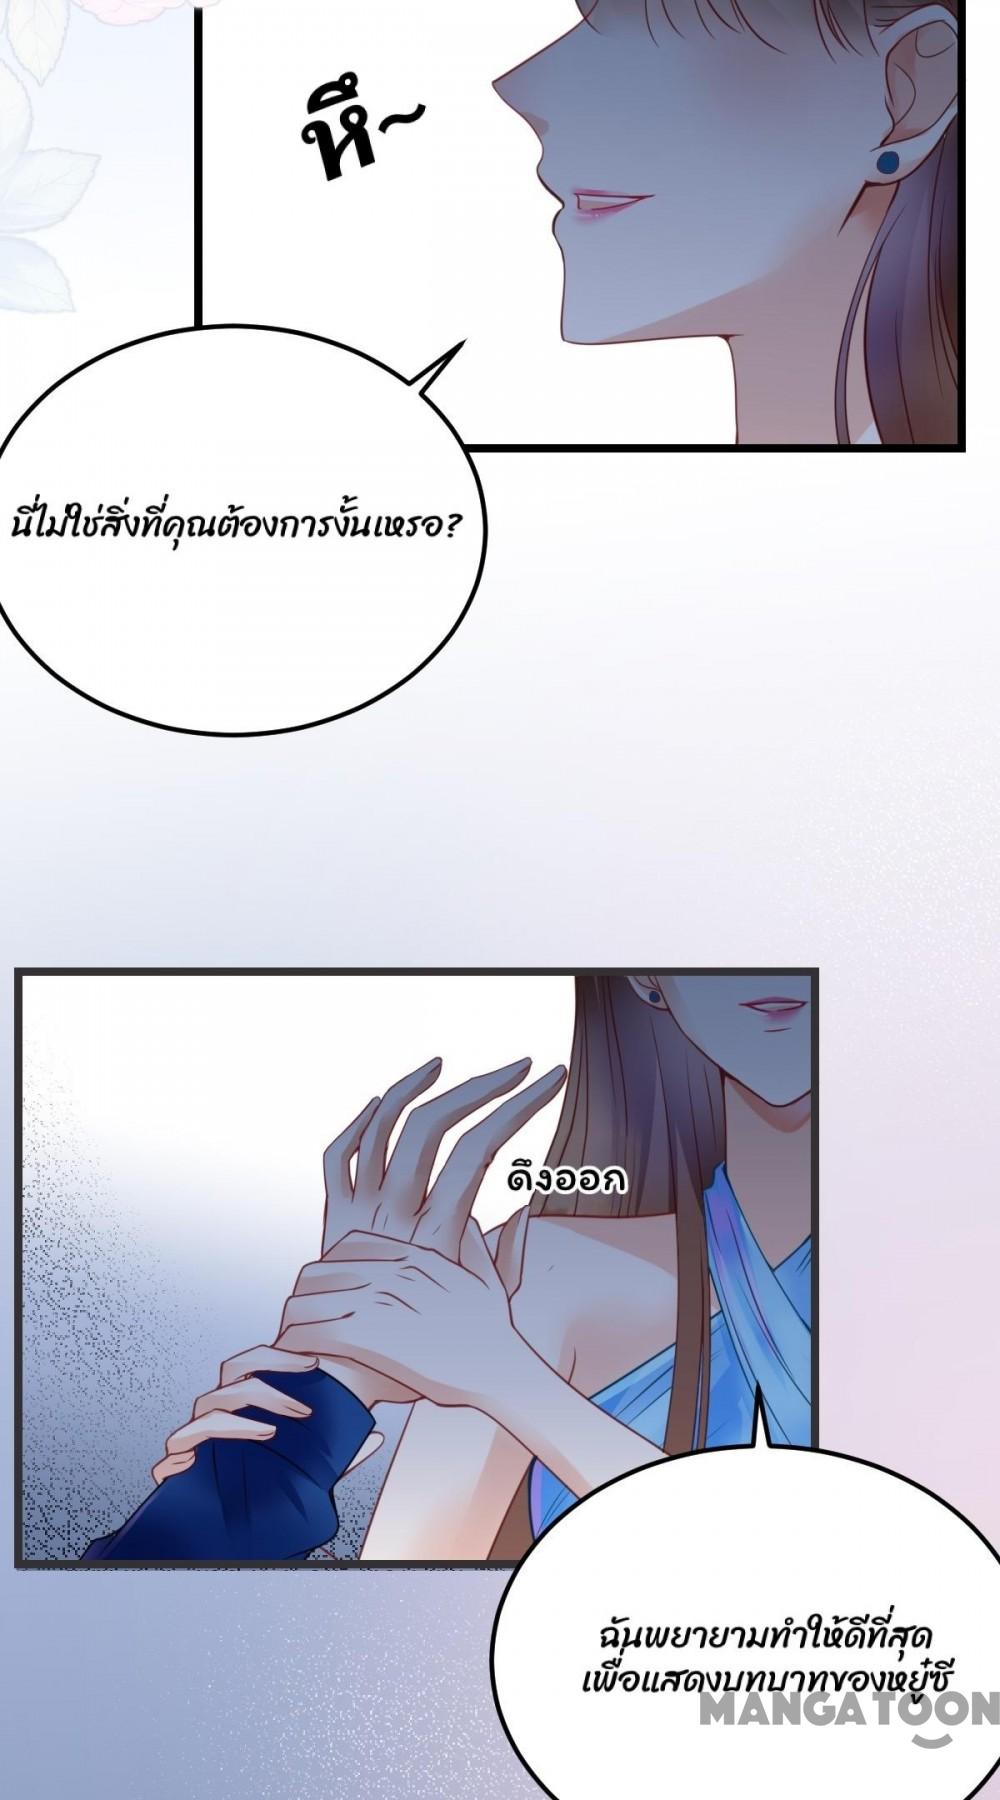 หึ~
นี่ไม่ใช่สิ่งที่คุณต้องการงั้นเหรอ?
ดึงออก
ฉันพยายามทำให้ดีที่สุด
เพื่อแสดงบทบาทของหยู๋ซี
MANGATOON